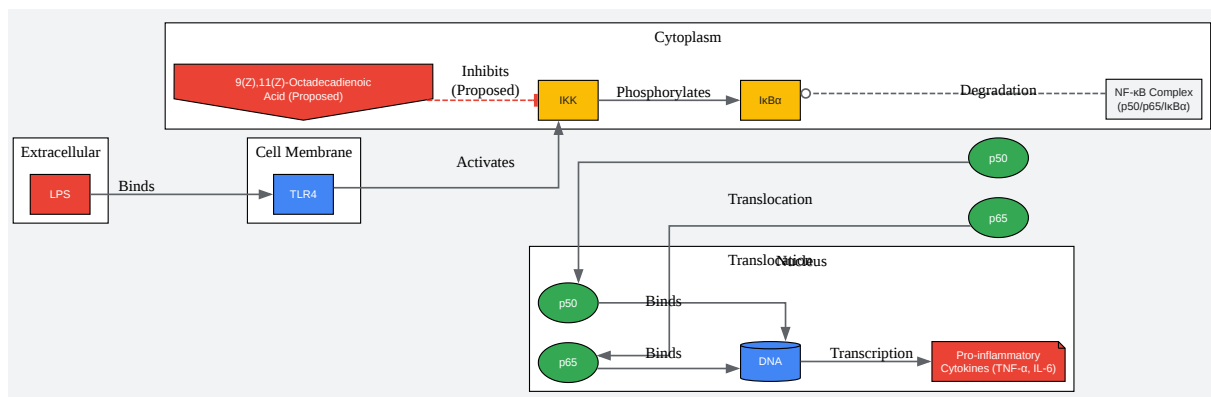 Cytoplasm
9(Z),11(Z)-Octadecadienoic
Acid (Proposed)
Inhibits
(Proposed)
IKK
Phosphorylates
IκBα
Degradation
NF-κB Complex
(p50/p65/IκBα)
Extracellular
LPS
Binds
Cell Membrane
TLR4
Activates
p50
Translocation
p65
Translocation
Nucleus
p50
Binds
p65
Binds
DNA
Transcription
Pro-inflammatory
Cytokines (TNF-α, IL-6)